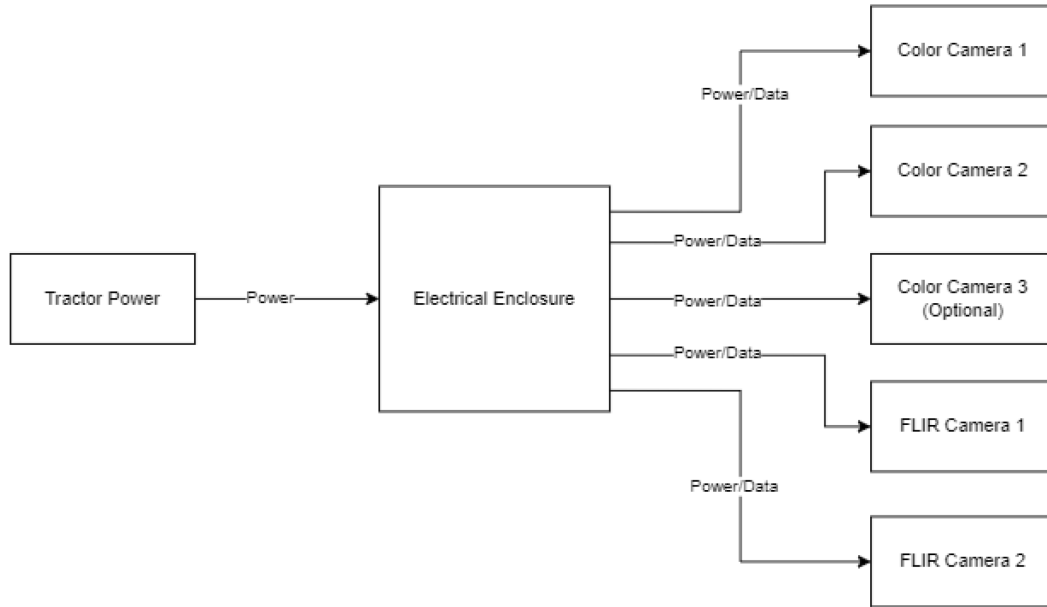 Color Camera 1
Power/Data
Color Camera 2
Power/Data
Tractor Power
Power
Electrical Enclosure
Power/Data
Color Camera 3
(Optional)
Power/Data
FLIR Camera 1
Power/Data
FLIR Camera 2